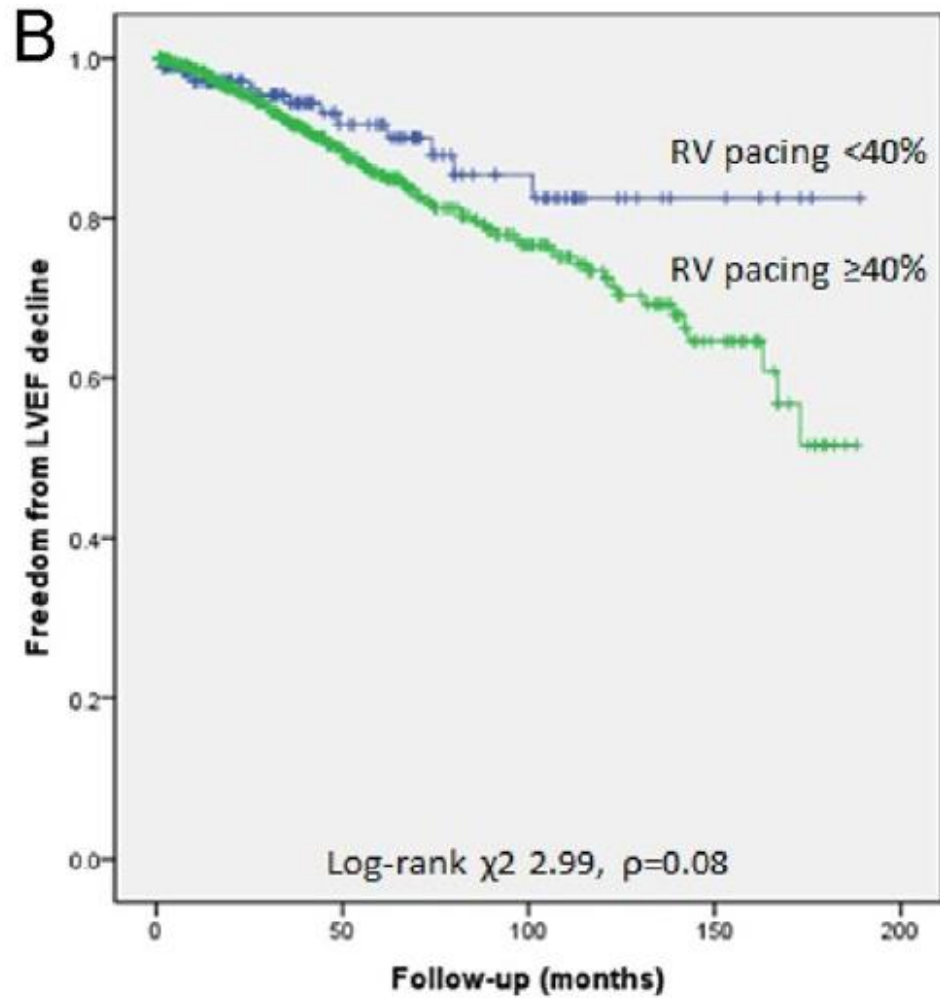 B
1.0
0.8
0.6
0.4
0.2
0.0
Freedom from LVEF decline
RV pacing <40%
RV pacing ≥40%
Log-rank χ2 2.99, ρ=0.08
0 50 100 150 200
Follow-up (months)